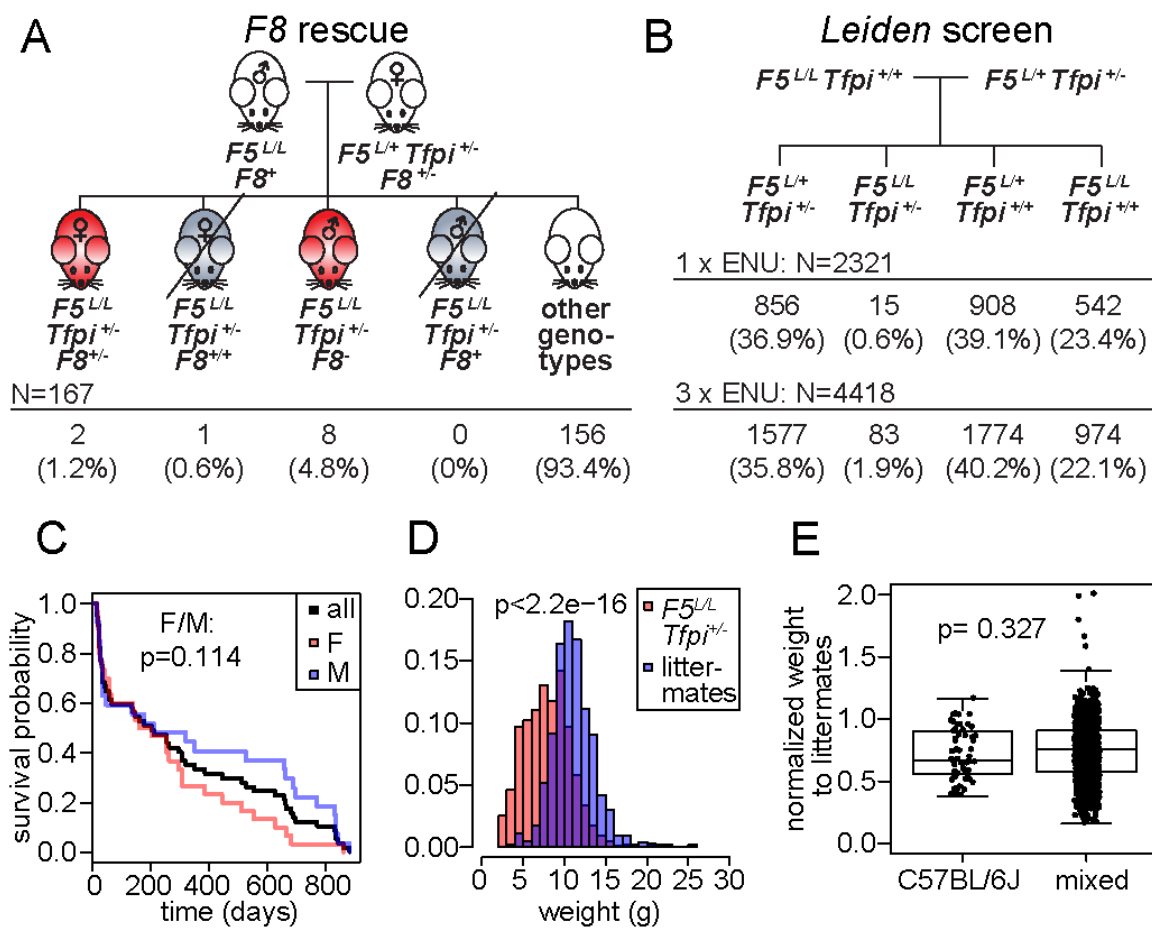 A
F8 rescue
♂
♀
F5 L/L
F8+
F5 L/+ Tfpi +/-
F8 +/-
♀
♀
♂
♂
F5 L/L
Tfpi +/-
F8 +/-
F5 L/L
Tfpi +/-
F8 +/+
F5 L/L
Tfpi +/-
F8 -
F5 L/L
Tfpi +/-
F8 +
other
geno-
types
N=167
2 1 8 0 156
(1.2%) (0.6%) (4.8%) (0%) (93.4%)
B
Leiden screen
F5 L/L Tfpi +/+
F5 L/+ Tfpi +/-
F5 L/+
Tfpi +/-
F5 L/L
Tfpi +/-
F5 L/+
Tfpi +/+
F5 L/L
Tfpi +/+
1 x ENU: N=2321
856 15 908 542
(36.9%) (0.6%) (39.1%) (23.4%)
3 x ENU: N=4418
1577 83 1774 974
(35.8%) (1.9%) (40.2%) (22.1%)
C
survival probability
1.0
0.8
0.6
0.4
0.2
0.0
F/M:
p=0.114
all
F
M
0 200 400 600 800
time (days)
D
0.20
0.15
0.10
0.05
0.00
p<2.2e−16
F5 L/L
Tfpi +/-
litter-
mates
0 5 10 15 20 25 30
weight (g)
E
normalized weight
to littermates
2.0
1.5
1.0
0.5
0.0
p= 0.327
C57BL/6J mixed